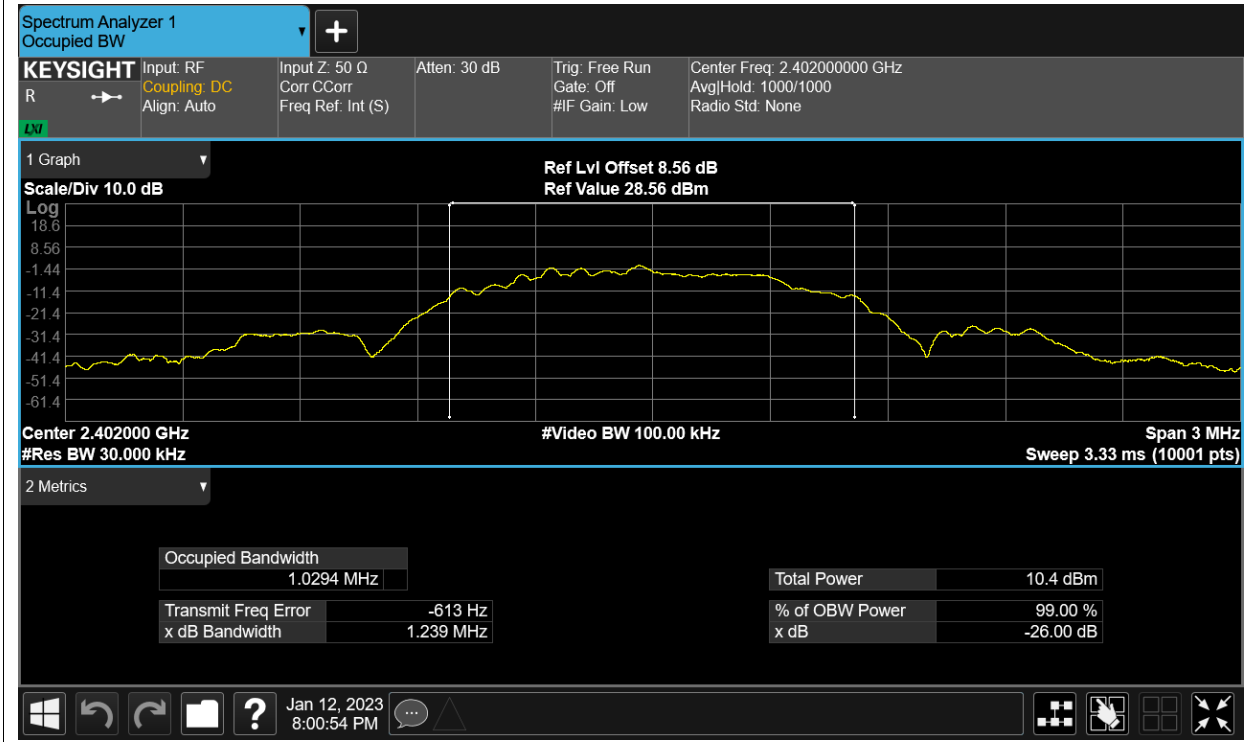 Spectrum Analyzer 1
Occupied BW
KEYSIGHT
R
LXI
Input: RF
Coupling: DC
Align: Auto
Input Z: 50 Ω
Corr CCorr
Freq Ref: Int (S)
Atten: 30 dB
Trig: Free Run
Gate: Off
#IF Gain: Low
Center Freq: 2.402000000 GHz
Avg|Hold: 1000/1000
Radio Std: None
1 Graph
Scale/Div 10.0 dB
Ref Lvl Offset 8.56 dB
Ref Value 28.56 dBm
Log
18.6
8.56
-1.44
-11.4
-21.4
-31.4
-41.4
-51.4
-61.4
Center 2.402000 GHz
#Video BW 100.00 kHz
Span 3 MHz
#Res BW 30.000 kHz
Sweep 3.33 ms (10001 pts)
2 Metrics
Occupied Bandwidth
1.0294 MHz
Transmit Freq Error -613 Hz
x dB Bandwidth 1.239 MHz
Total Power 10.4 dBm
% of OBW Power 99.00 %
x dB -26.00 dB
?
Jan 12, 2023
8:00:54 PM